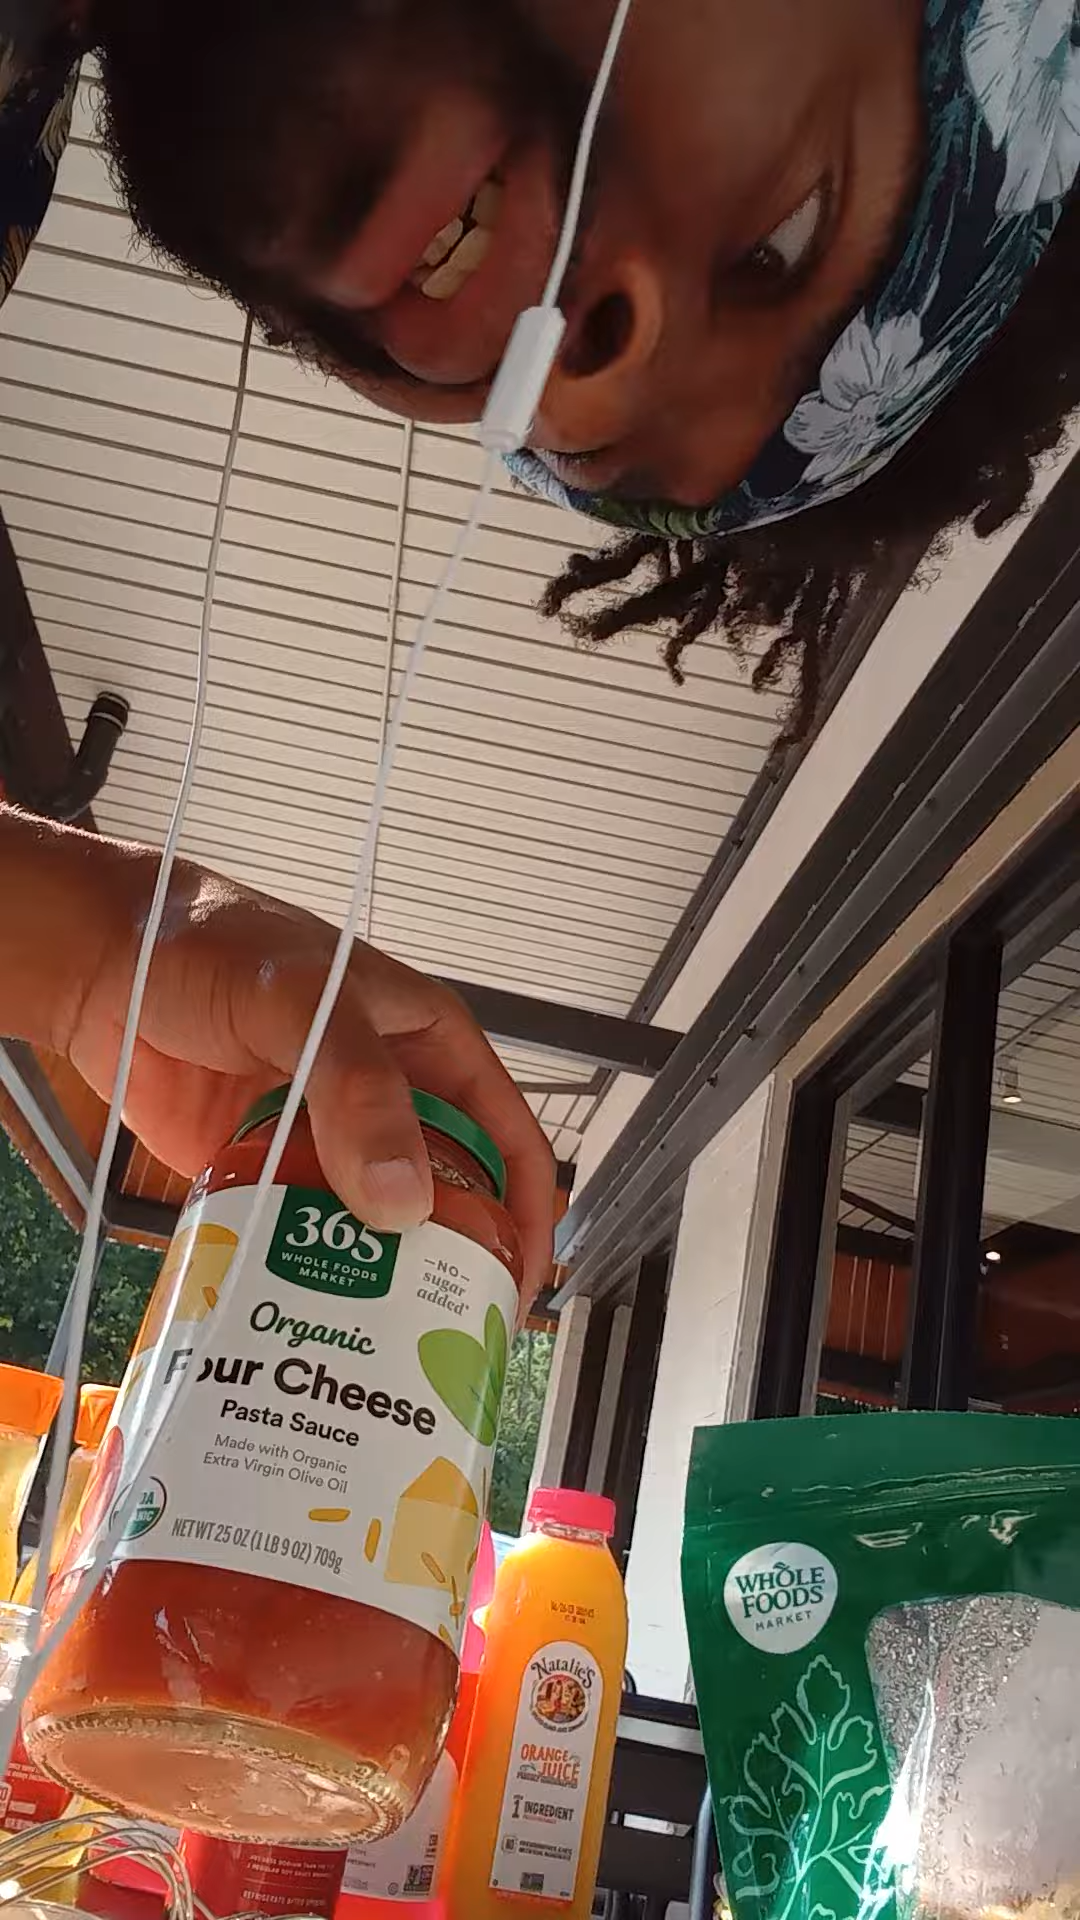 365
WHOLE FOODS
MARKET
NO
sugar
added*
Organic
Four Cheese
Pasta Sauce
Made with Organic
Extra Virgin Olive Oil
NET WT 25 OZ (1 LB 9 OZ) 709g
Natalie's
ORANGE
JUICE
1 INGREDIENT
WHOLE
FOODS
MARKET